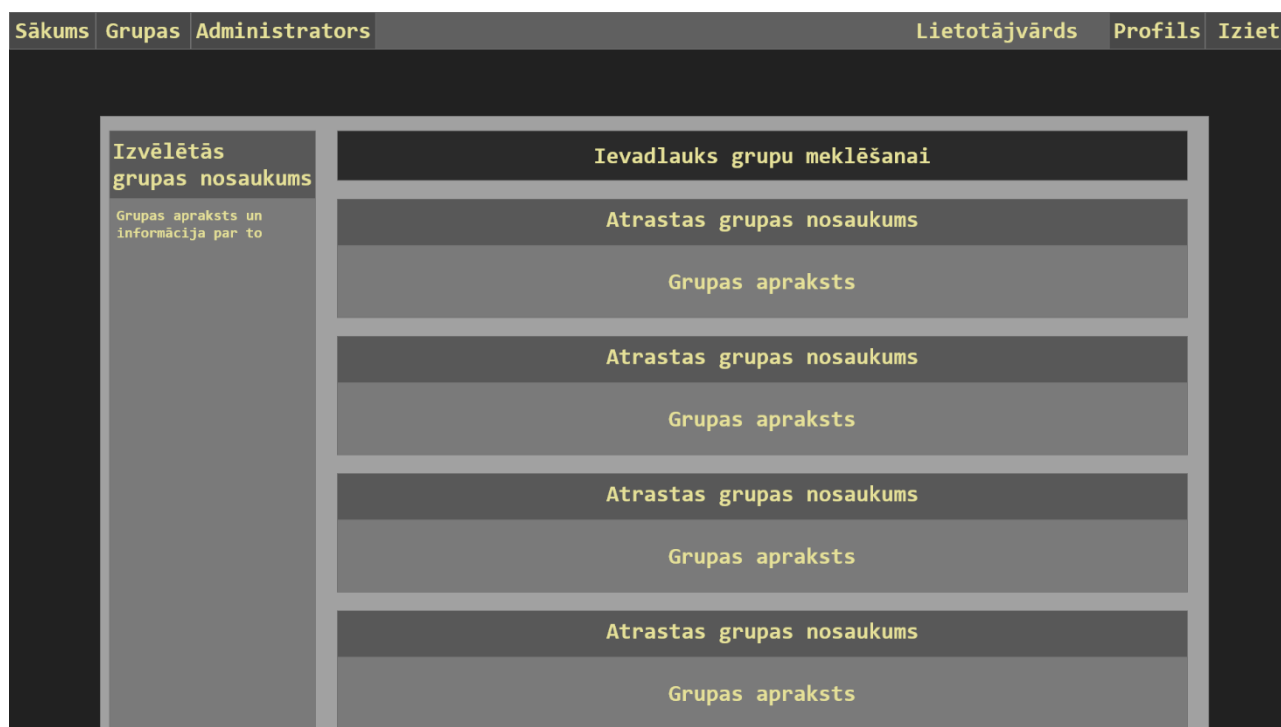 Sākums Grupas Administrators Lietotājvārds Profils Iziet
Izvēlētās
grupas nosaukums
Grupas apraksts un
informācija par to
Ievadlauks grupu meklēšanai
Atrastas grupas nosaukums
Grupas apraksts
Atrastas grupas nosaukums
Grupas apraksts
Atrastas grupas nosaukums
Grupas apraksts
Atrastas grupas nosaukums
Grupas apraksts